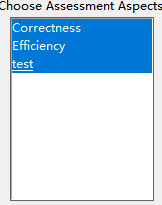 Choose Assessment Aspects
Correctness
Efficiency
test